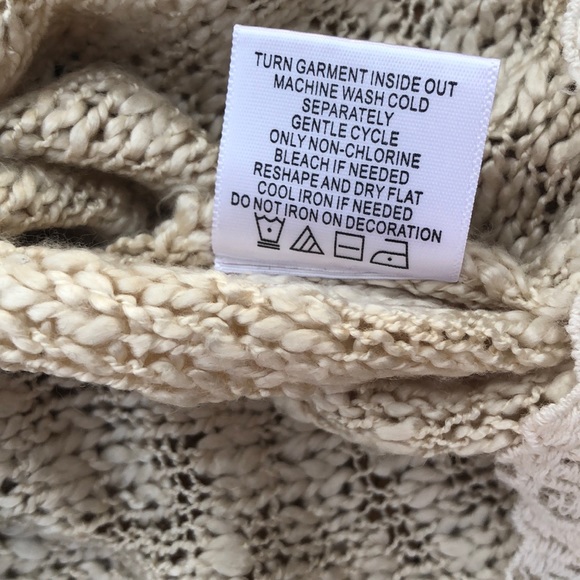 TURN GARMENT INSIDE OUT
MACHINE WASH COLD
SEPARATELY
GENTLE CYCLE
ONLY NON-CHLORINE
BLEACH IF NEEDED
RESHAPE AND DRY FLAT
COOL IRON IF NEEDED
DO NOT IRON ON DECORATION